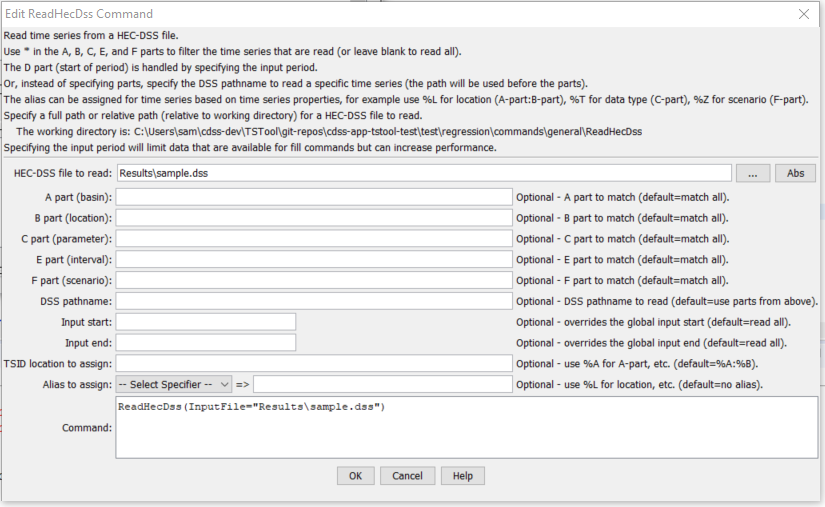 Edit ReadHecDss Command
Read time series from a HEC-DSS file.
Use * in the A, B, C, E, and F parts to filter the time series that are read (or leave blank to read all).
The D part (start of period) is handled by specifying the input period.
Or, instead of specifying parts, specify the DSS pathname to read a specific time series (the path will be used before the parts).
The alias can be assigned for time series based on time series properties, for example use %L for location (A-part:B-part), %T for data type (C-part), %Z for scenario (F-part).
Specify a full path or relative path (relative to working directory) for a HEC-DSS file to read.
The working directory is: C:\Users\sam\cdss-dev\TSTool\git-repos\cdss-app-tstool-test\test\regression\commands\general\ReadHecDss
Specifying the input period will limit data that are available for fill commands but can increase performance.
HEC-DSS file to read: Results\sample.dss ... Abs
A part (basin): Optional - A part to match (default=match all).
B part (location): Optional - B part to match (default=match all).
C part (parameter): Optional - C part to match (default=match all).
E part (interval): Optional - E part to match (default=match all).
F part (scenario): Optional - F part to match (default=match all).
DSS pathname: Optional - DSS pathname to read (default=use parts from above).
Input start: Optional - overrides the global input start (default=read all).
Input end: Optional - overrides the global input end (default=read all).
TSID location to assign: Optional - use %A for A-part, etc. (default=%A:%B).
Alias to assign: -- Select Specifier -- => Optional - use %L for location, etc. (default=no alias).
Command: ReadHecDss(InputFile="Results\sample.dss")
OK Cancel Help